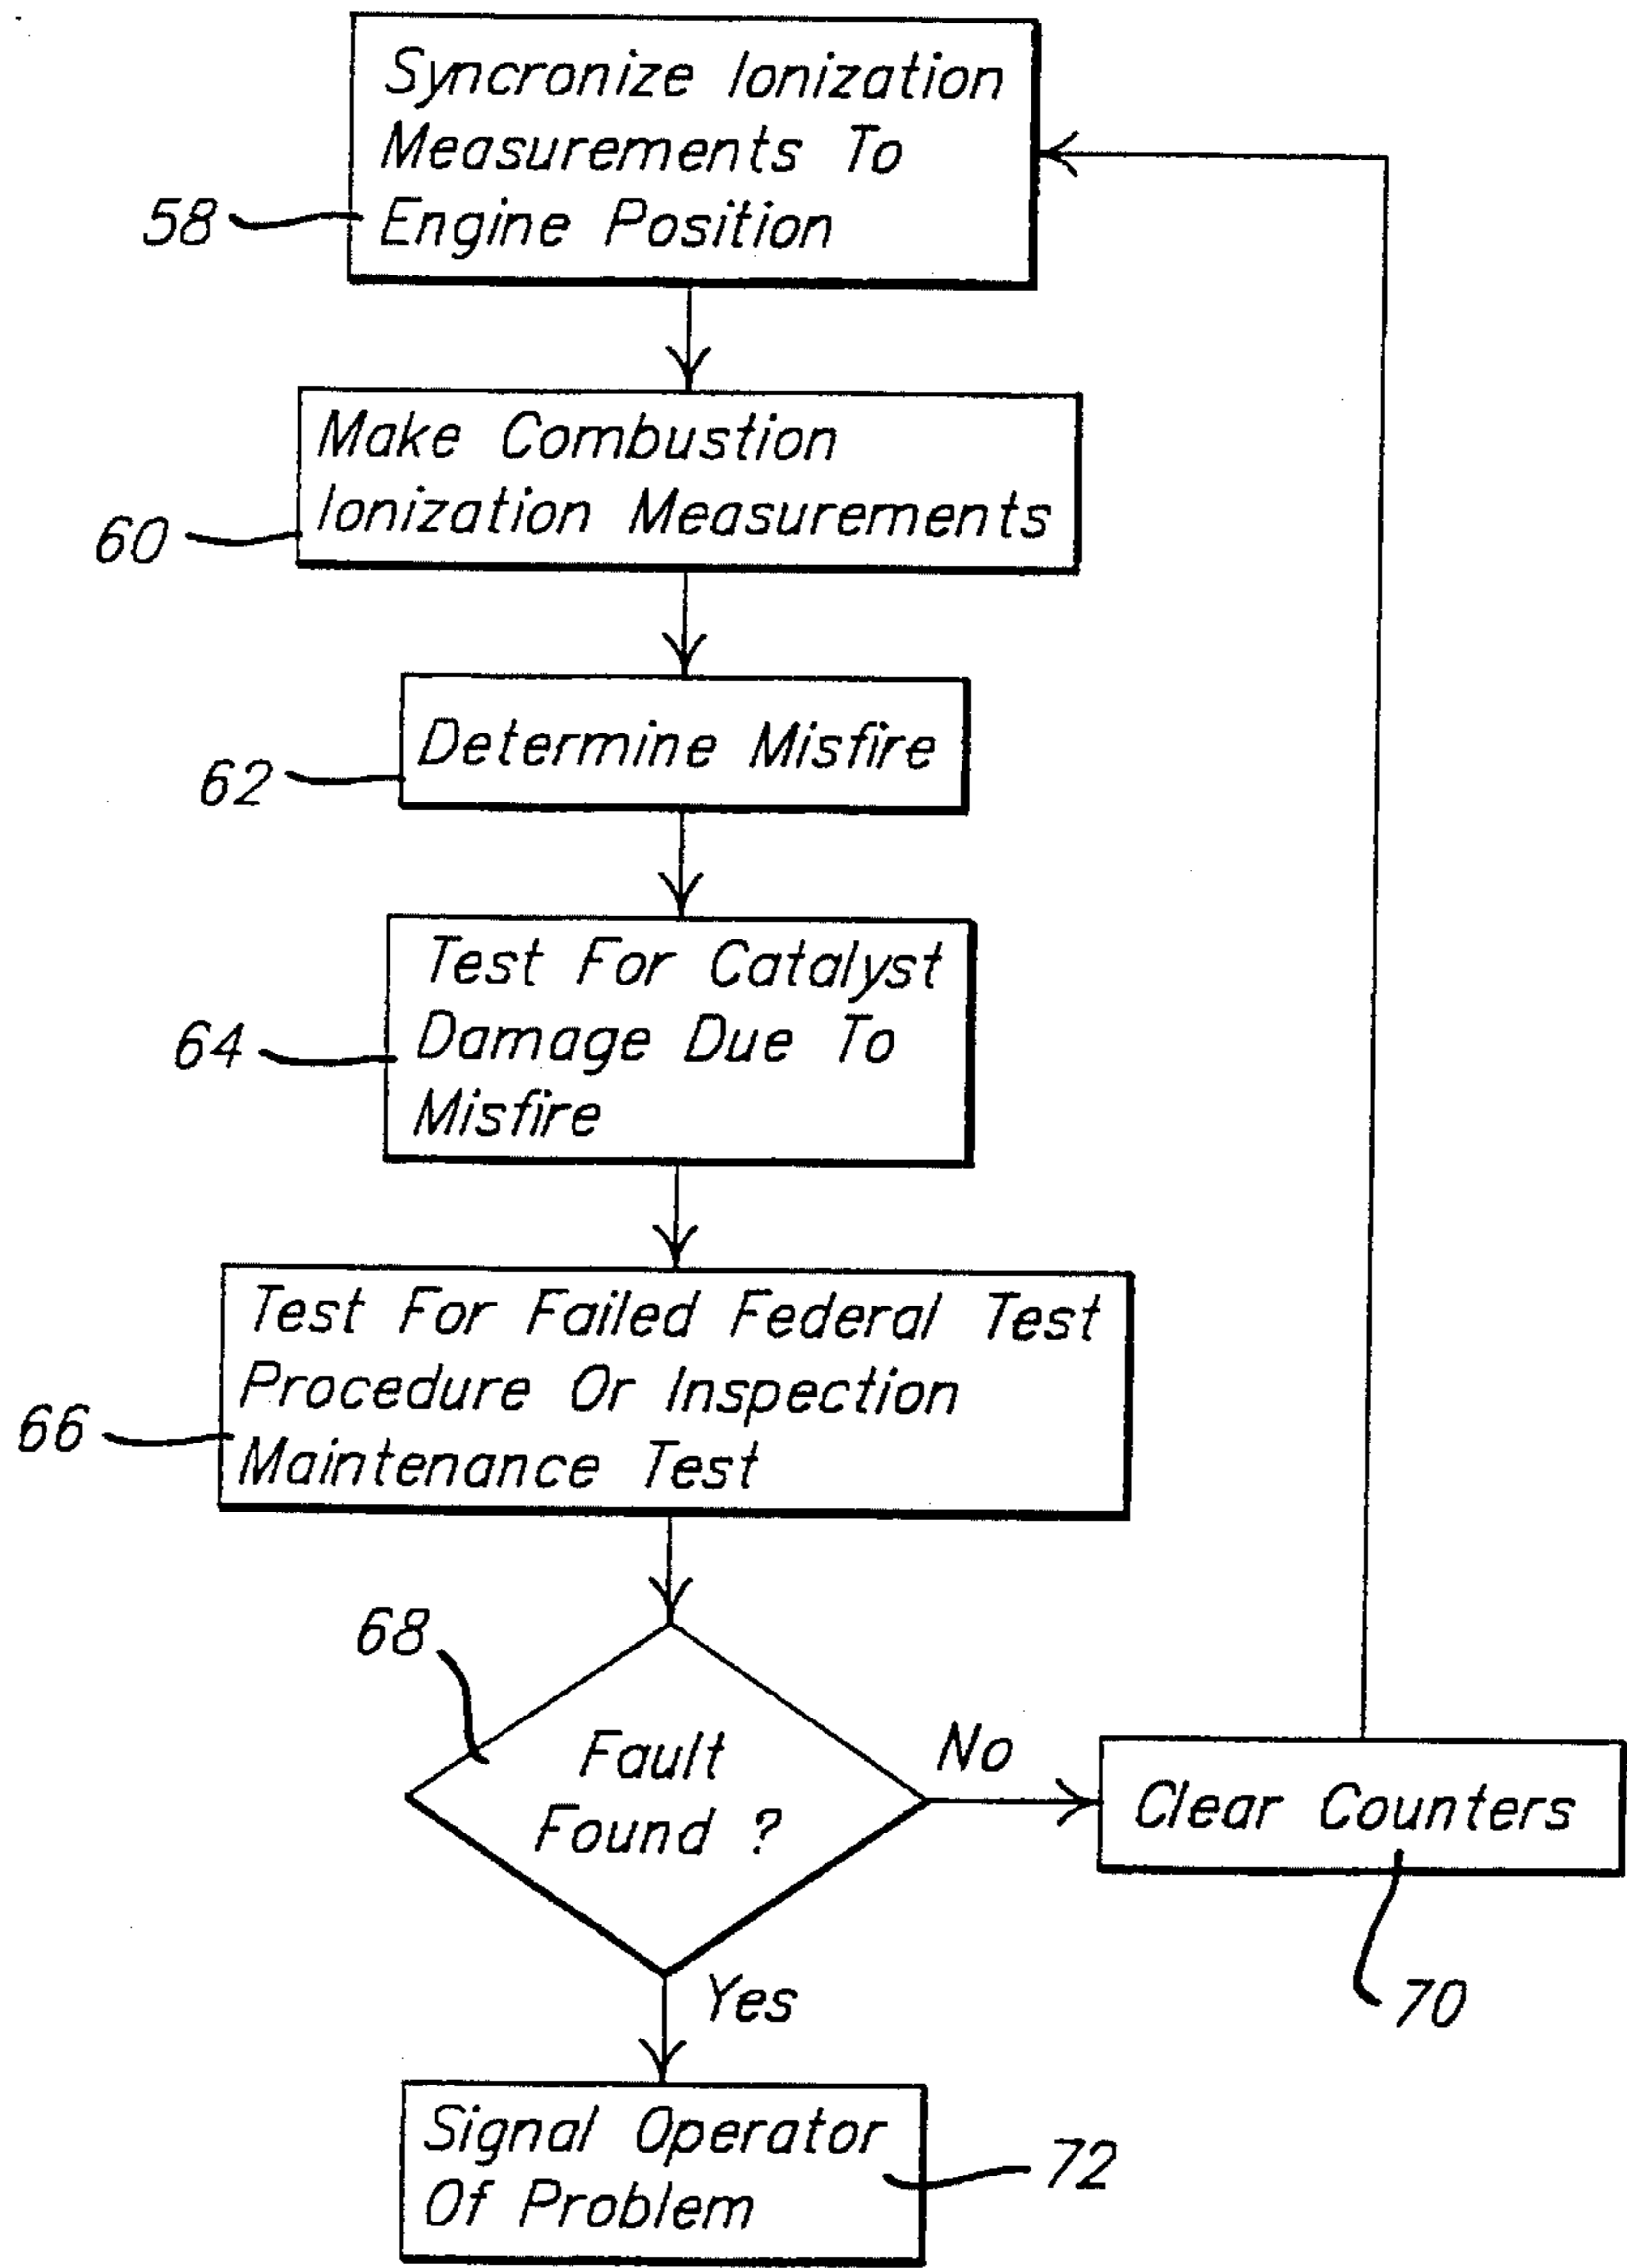 Syncronize Ionization
Measurements To
Engine Position
58
Make Combustion
Ionization Measurements
60
Determine Misfire
62
Test For Catalyst
Damage Due To
Misfire
64
Test For Failed Federal Test
Procedure Or Inspection
Maintenance Test
66
68
Fault
Found ?
No
Clear Counters
70
Yes
Signal Operator
Of Problem
72